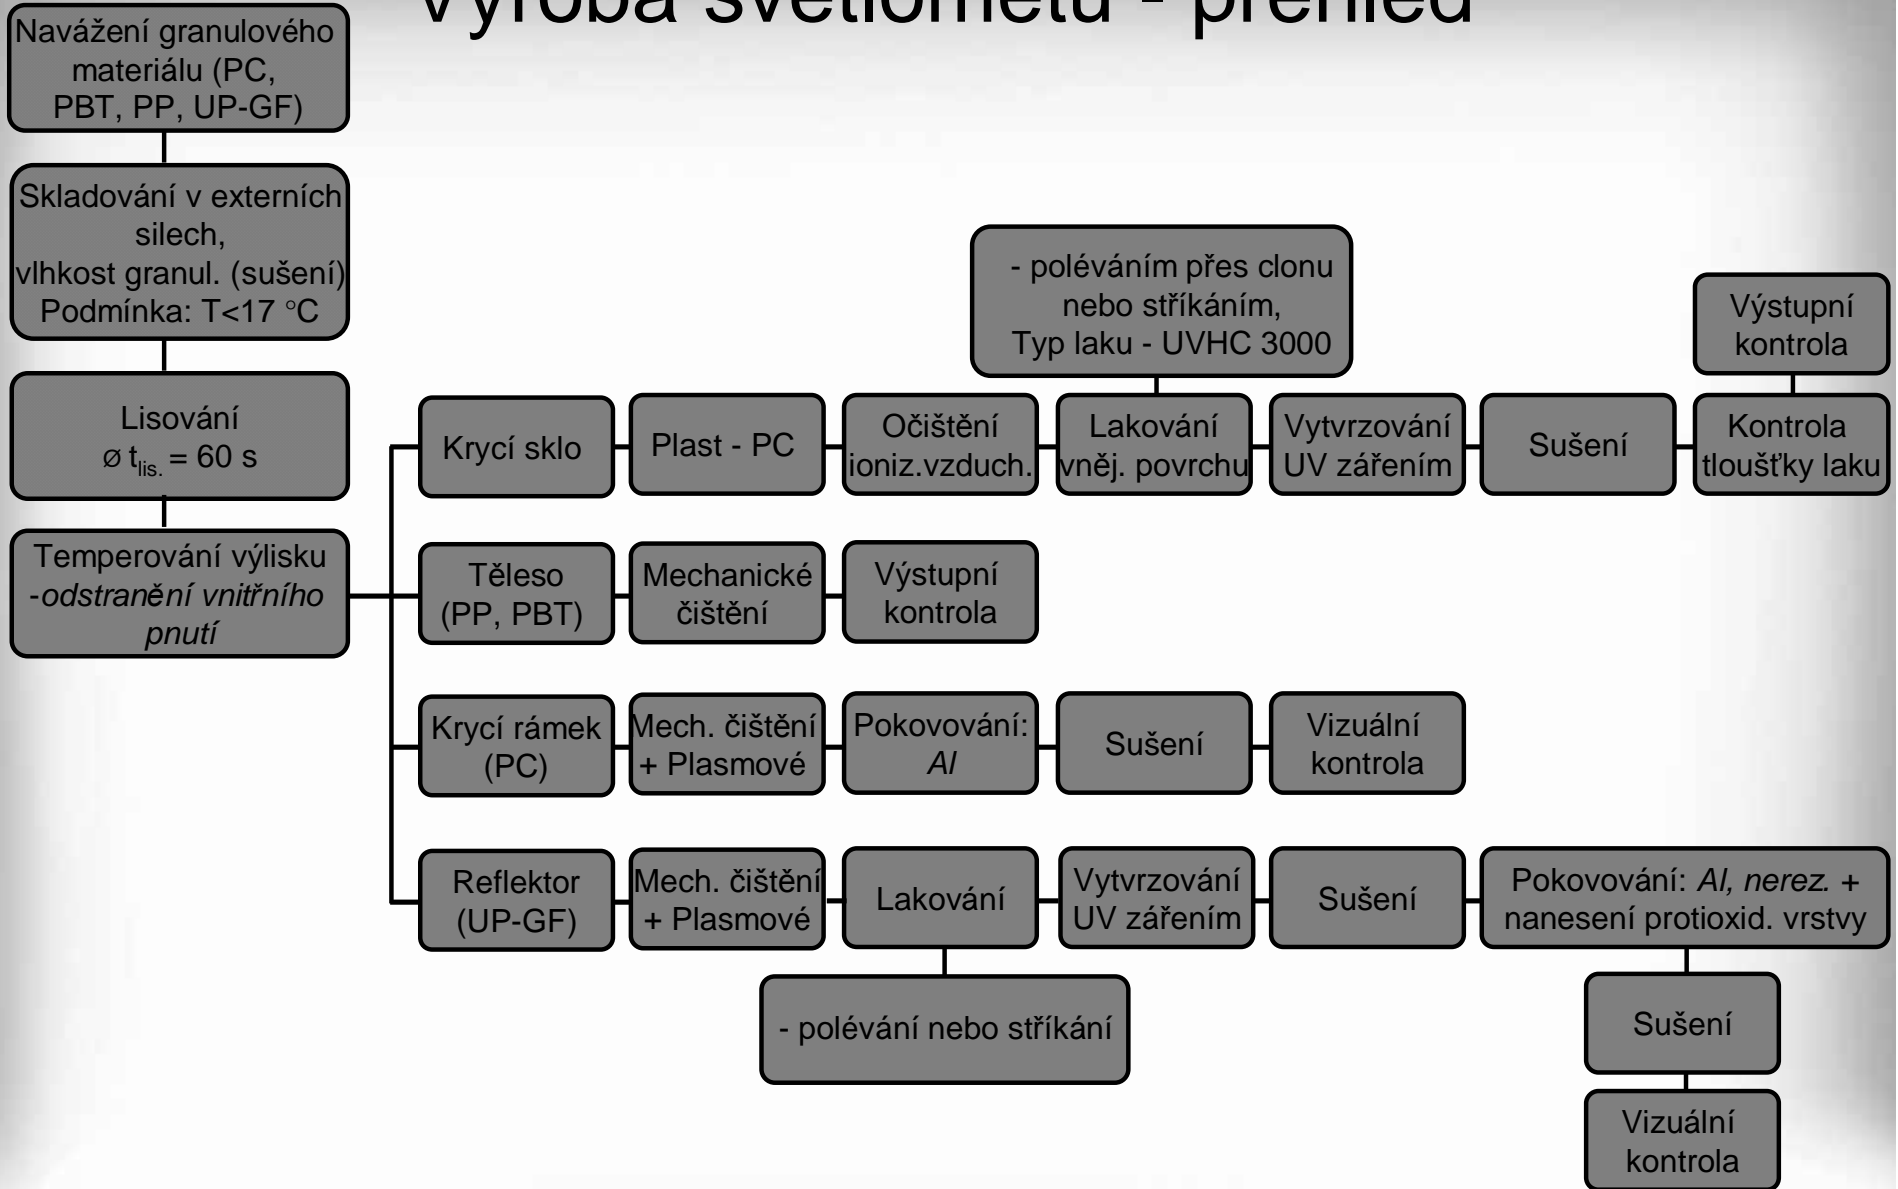 Výroba světlometu - přehled
Navážení granulového
materiálu (PC,
PBT, PP, UP-GF)
Skladování v externích
silech,
vlhkost granul. (sušení)
Podmínka: T<17 °C
Lisování
Ø t_lis. = 60 s
Temperování výlisku
-odstranění vnitřního
pnutí
- poléváním přes clonu
nebo stříkáním,
Typ laku - UVHC 3000
Výstupní
kontrola
Krycí sklo
Plast - PC
Očištění
ioniz.vzduch.
Lakování
vněj. povrchu
Vytvrzování
UV zářením
Sušení
Kontrola
tloušťky laku
Těleso
(PP, PBT)
Mechanické
čištění
Výstupní
kontrola
Krycí rámek
(PC)
Mech. čištění
+ Plasmové
Pokovování:
Al
Sušení
Vizuální
kontrola
Reflektor
(UP-GF)
Mech. čištění
+ Plasmové
Lakování
Vytvrzování
UV zářením
Sušení
Pokovování: Al, nerez. +
nanesení protioxid. vrstvy
- polévání nebo stříkání
Sušení
Vizuální
kontrola